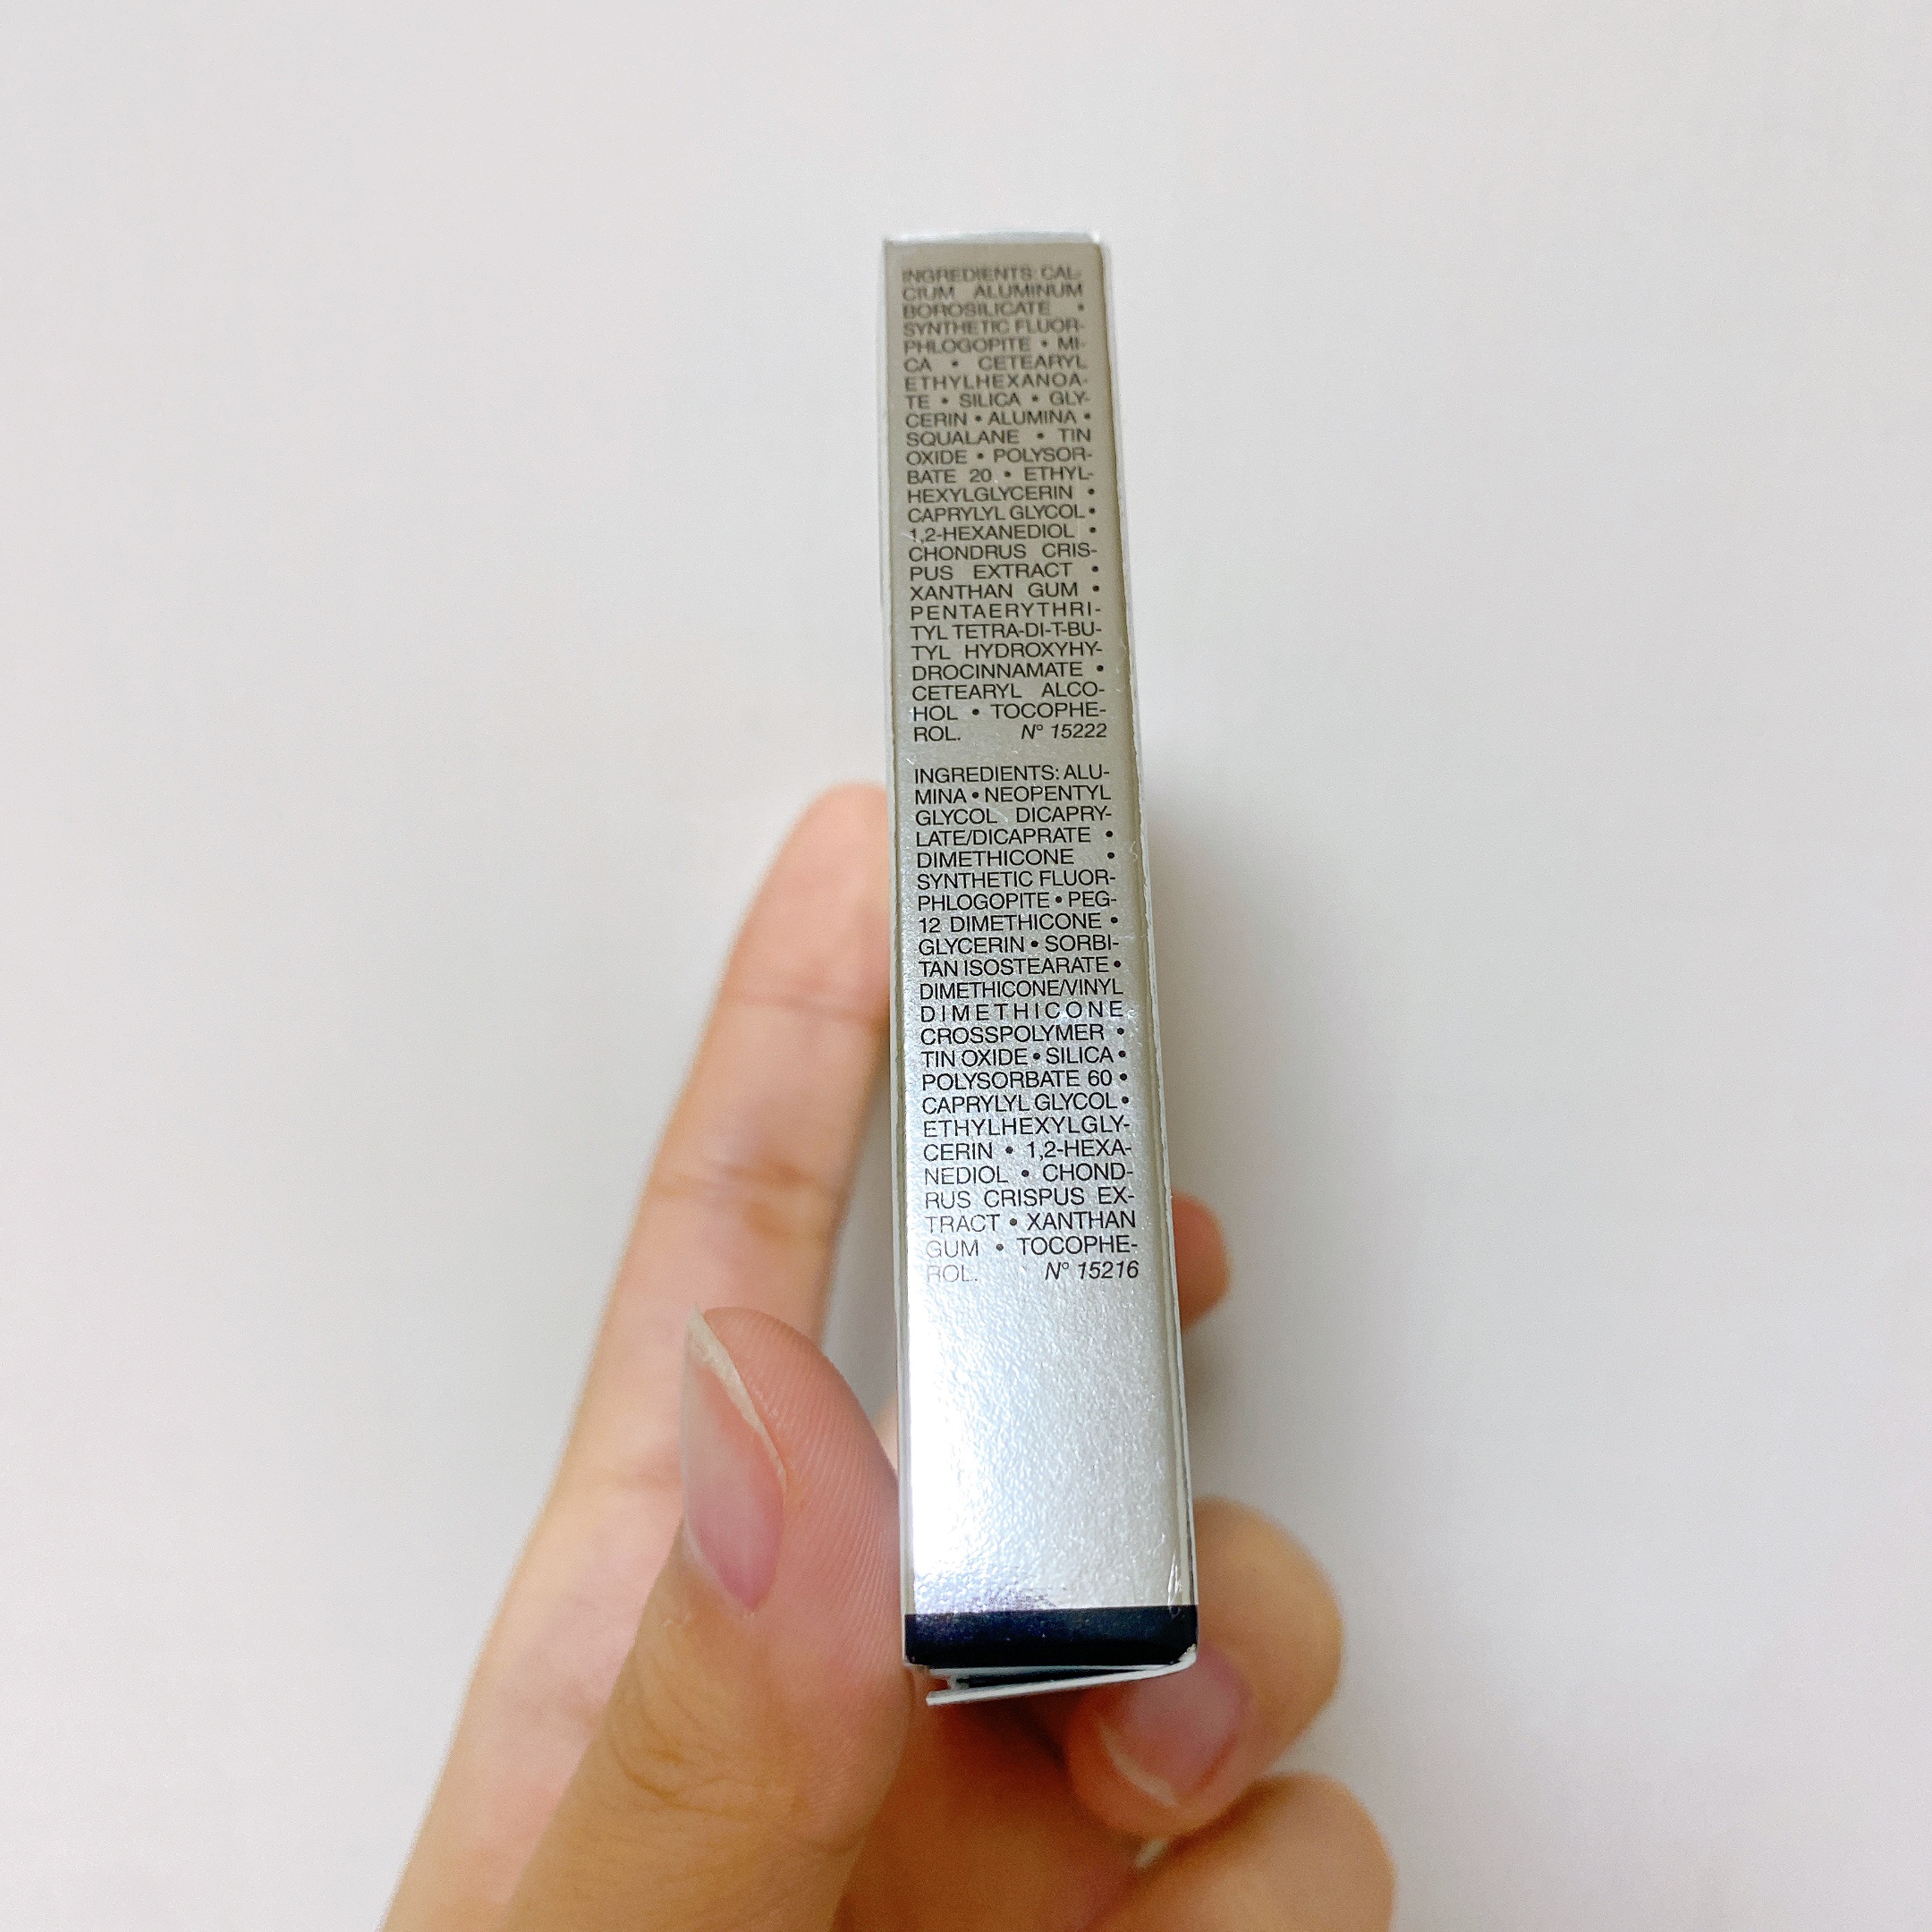 INGREDIENTS: CAL-
CIUM ALUMINUM
BOROSILICATE •
SYNTHETIC FLUOR-
PHLOGOPITE • MI-
CA • CETEARYL
ETHYLHEXANOA-
TE • SILICA • GLY-
CERIN • ALUMINA •
SQUALANE • TIN
OXIDE • POLYSOR-
BATE 20 • ETHYL-
HEXYLGLYCERIN •
CAPRYLYL GLYCOL •
1,2-HEXANEDIOL •
CHONDRUS CRIS-
PUS EXTRACT •
XANTHAN GUM •
PENTAERYTHRI-
TYL TETRA-DI-T-BU-
TYL HYDROXYHY-
DROCINNAMATE •
CETEARYL ALCO-
HOL • TOCOPHE-
ROL. N° 15222
INGREDIENTS: ALU-
MINA • NEOPENTYL
GLYCOL DICAPRY-
LATE/DICAPRATE •
DIMETHICONE •
SYNTHETIC FLUOR-
PHLOGOPITE • PEG-
12 DIMETHICONE •
GLYCERIN • SORBI-
TAN ISOSTEARATE •
DIMETHICONE/VINYL
DIMETHICONE
CROSSPOLYMER •
TIN OXIDE • SILICA •
POLYSORBATE 60 •
CAPRYLYL GLYCOL •
ETHYLHEXYLGLY-
CERIN • 1,2-HEXA-
NEDIOL • CHOND-
RUS CRISPUS EX-
TRACT • XANTHAN
GUM • TOCOPHE-
ROL. N° 15216